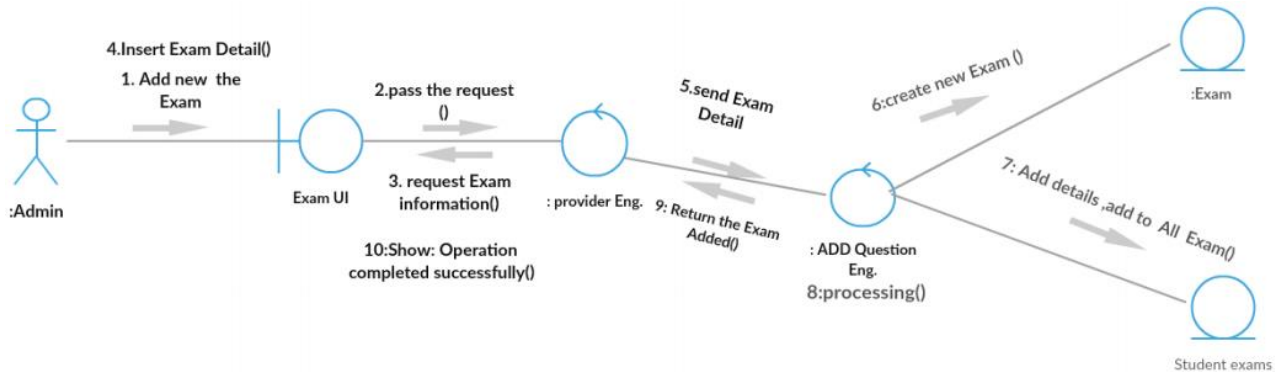 4.Insert Exam Detail()
1. Add new the
Exam
:Admin
Exam UI
2.pass the request
()
3. request Exam
information()
10:Show: Operation
completed successfully()
: provider Eng.
5.send Exam
Detail
9: Return the Exam
Added()
: ADD Question
Eng.
8:processing()
6:create new Exam ()
:Exam
7: Add details ,add to All Exam()
Student exams